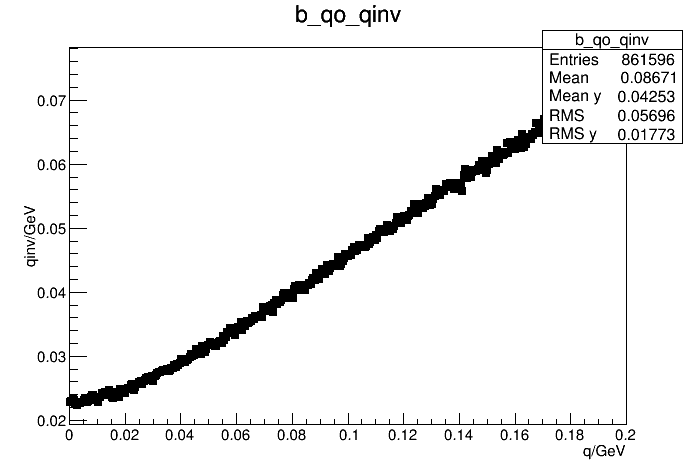 b_qo_qinv
b_qo_qinv
Entries 861596
Mean 0.08671
Mean y 0.04253
RMS 0.05696
RMS y 0.01773
qinv/GeV
0.07
0.06
0.05
0.04
0.03
0.02
0 0.02 0.04 0.06 0.08 0.1 0.12 0.14 0.16 0.18 0.2
q/GeV